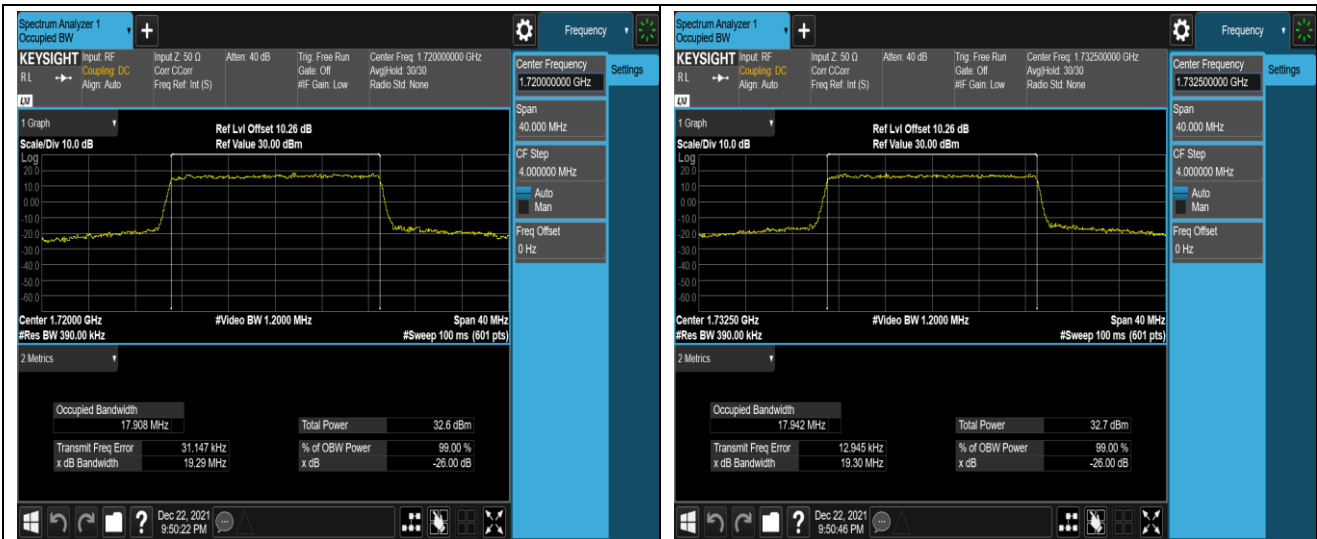 Spectrum Analyzer 1
Occupied BW
+
Frequency
KEYSIGHT Input: RF
RL
Coupling: DC
Align: Auto
Input Z: 50 Ω
Corr CCorr
Freq Ref: Int (S)
Atten: 40 dB
Trig: Free Run
Gate: Off
#IF Gain: Low
Center Freq: 1.720000000 GHz
Avg|Hold: 30/30
Radio Std: None
LXI
Center Frequency
1.720000000 GHz
Settings
Span
40.000 MHz
CF Step
4.000000 MHz
Auto
Man
Freq Offset
0 Hz
1 Graph
Scale/Div 10.0 dB
Ref Lvl Offset 10.26 dB
Ref Value 30.00 dBm
Log
20.0
10.0
0.00
-10.0
-20.0
-30.0
-40.0
-50.0
-60.0
Center 1.72000 GHz
#Res BW 390.00 kHz
#Video BW 1.2000 MHz
Span 40 MHz
#Sweep 100 ms (601 pts)
2 Metrics
Occupied Bandwidth
17.908 MHz
Total Power 32.6 dBm
Transmit Freq Error 31.147 kHz
% of OBW Power 99.00 %
x dB Bandwidth 19.29 MHz
x dB -26.00 dB
?
Dec 22, 2021
9:50:22 PM
Spectrum Analyzer 1
Occupied BW
+
Frequency
KEYSIGHT Input: RF
RL
Coupling: DC
Align: Auto
Input Z: 50 Ω
Corr CCorr
Freq Ref: Int (S)
Atten: 40 dB
Trig: Free Run
Gate: Off
#IF Gain: Low
Center Freq: 1.732500000 GHz
Avg|Hold: 30/30
Radio Std: None
LXI
Center Frequency
1.732500000 GHz
Settings
Span
40.000 MHz
CF Step
4.000000 MHz
Auto
Man
Freq Offset
0 Hz
1 Graph
Scale/Div 10.0 dB
Ref Lvl Offset 10.26 dB
Ref Value 30.00 dBm
Log
20.0
10.0
0.00
-10.0
-20.0
-30.0
-40.0
-50.0
-60.0
Center 1.73250 GHz
#Res BW 390.00 kHz
#Video BW 1.2000 MHz
Span 40 MHz
#Sweep 100 ms (601 pts)
2 Metrics
Occupied Bandwidth
17.942 MHz
Total Power 32.7 dBm
Transmit Freq Error 12.945 kHz
% of OBW Power 99.00 %
x dB Bandwidth 19.30 MHz
x dB -26.00 dB
?
Dec 22, 2021
9:50:46 PM